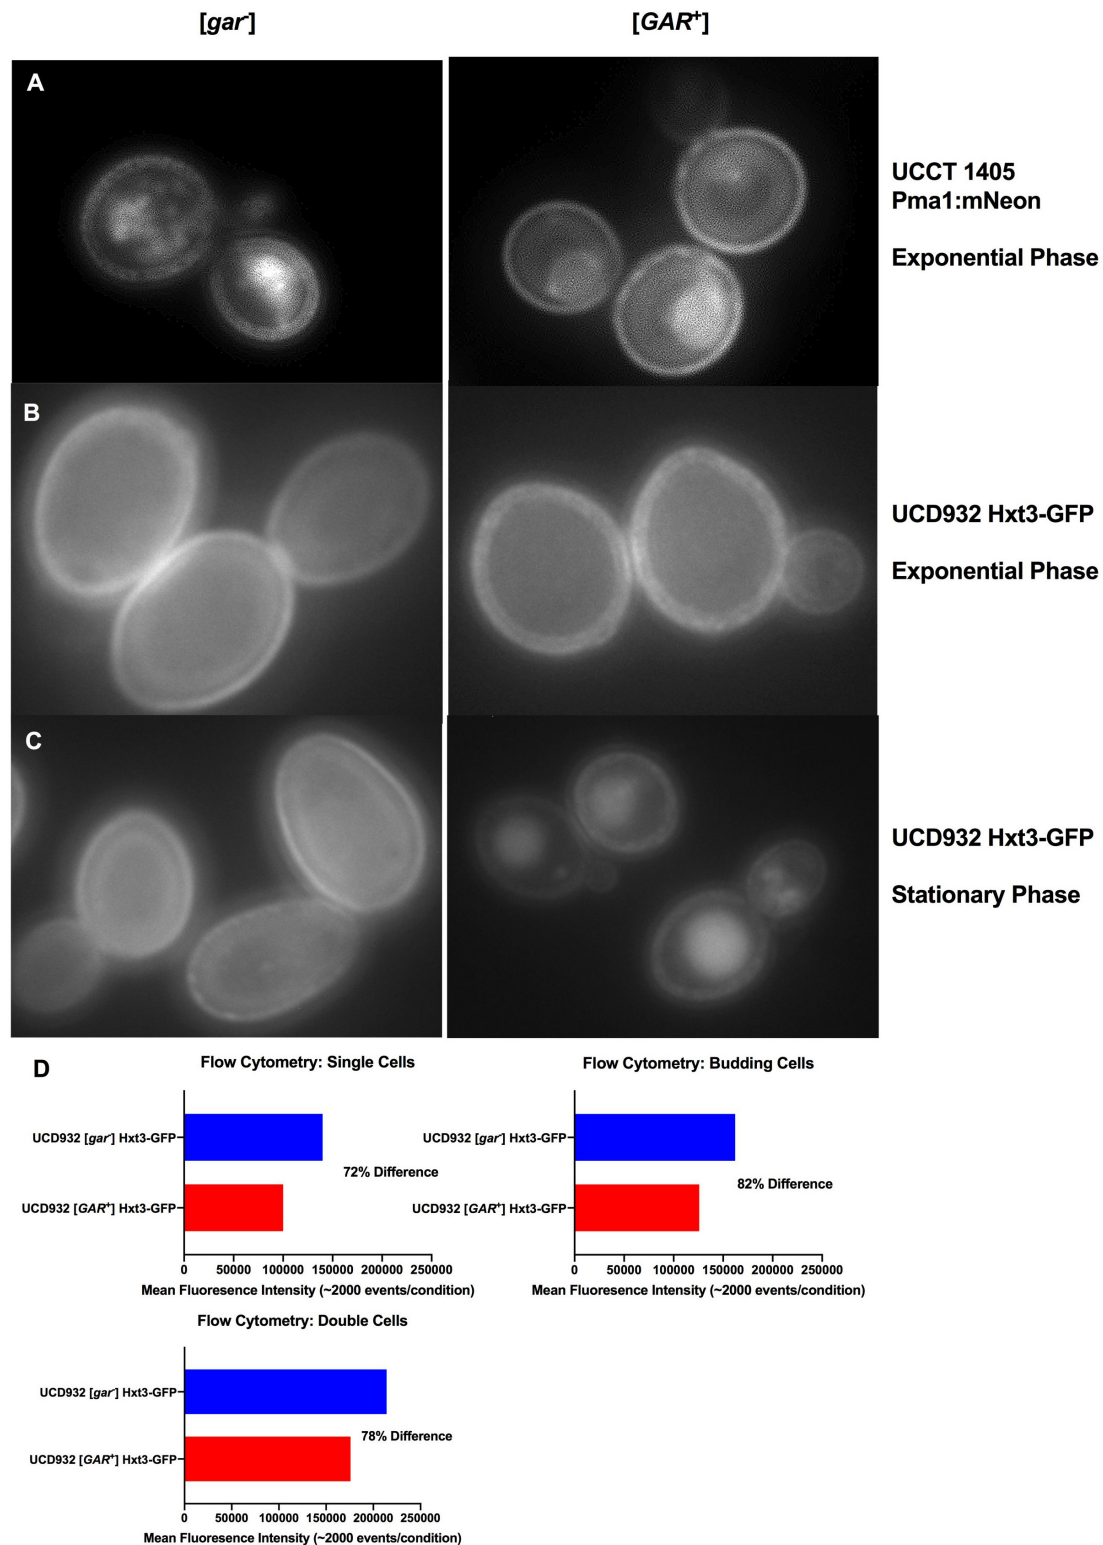 [gar-] [GAR+]
A
UCCT 1405
Pma1:mNeon
Exponential Phase
B
UCD932 Hxt3-GFP
Exponential Phase
C
UCD932 Hxt3-GFP
Stationary Phase
D
Flow Cytometry: Single Cells
UCD932 [gar-] Hxt3-GFP
72% Difference
UCD932 [GAR+] Hxt3-GFP
0 50000 100000 150000 200000 250000
Mean Fluoresence Intensity (~2000 events/condition)
Flow Cytometry: Budding Cells
UCD932 [gar-] Hxt3-GFP
82% Difference
UCD932 [GAR+] Hxt3-GFP
0 50000 100000 150000 200000 250000
Mean Fluoresence Intensity (~2000 events/condition)
Flow Cytometry: Double Cells
UCD932 [gar-] Hxt3-GFP
78% Difference
UCD932 [GAR+] Hxt3-GFP
0 50000 100000 150000 200000 250000
Mean Fluoresence Intensity (~2000 events/condition)